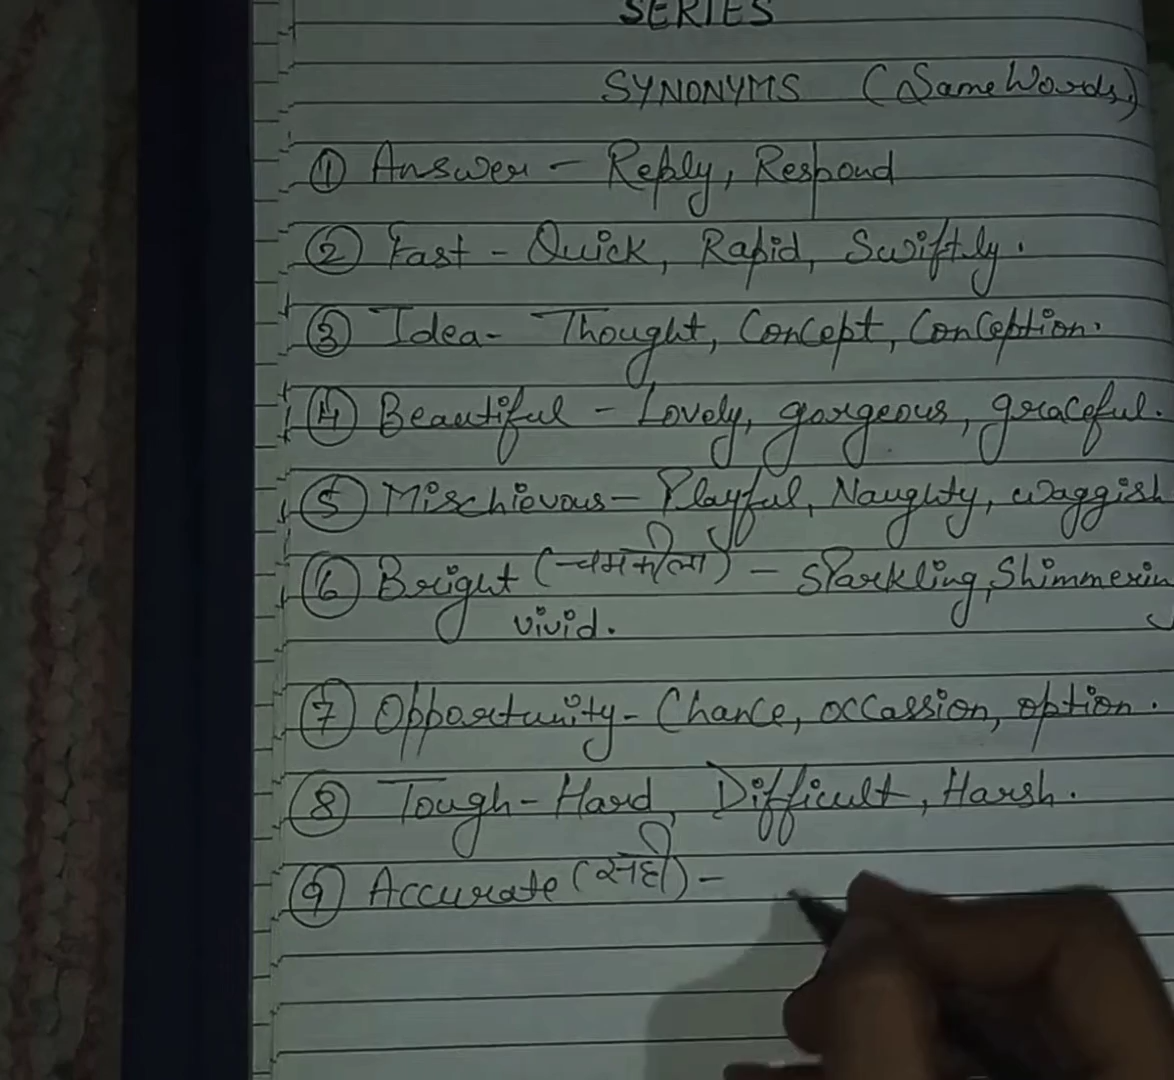 SERIES
SYNONYMS (Same Words)
① Answer - Reply, Respond
② Fast - Quick, Rapid, Swiftly.
③ Idea - Thought, Concept, Conception.
④ Beautiful - Lovely, gorgeous, graceful.
⑤ Mischievous - Playful, Naughty, waggish
⑥ Bright (चमकीला) - Sparkling, Shimmering
vivid.
⑦ Opportunity - Chance, occassion, option.
⑧ Tough - Hard, Difficult, Harsh.
⑨ Accurate (सही) -